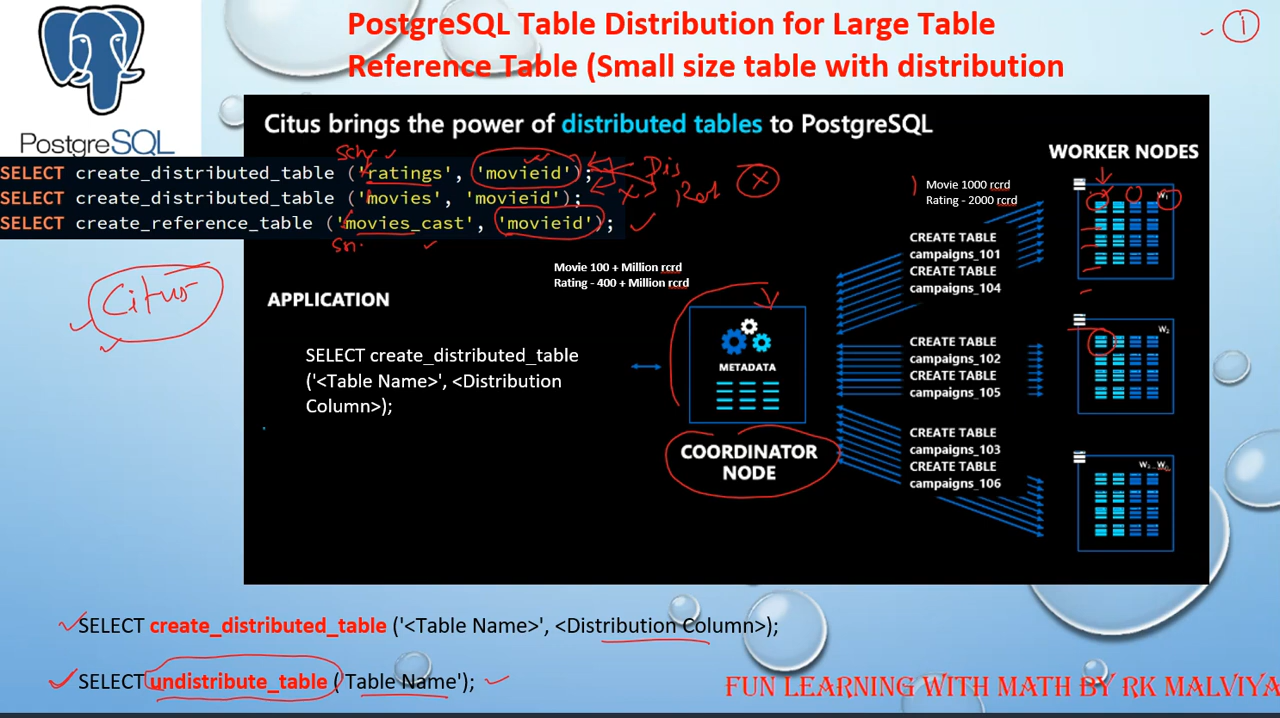 PostgreSQL Table Distribution for Large Table
Reference Table (Small size table with distribution
1
PostgreSQL
Citus brings the power of distributed tables to PostgreSQL
WORKER NODES
SELECT create_distributed_table ('ratings', 'movieid');
SELECT create_distributed_table ('movies', 'movieid');
SELECT create_reference_table ('movies_cast', 'movieid');
Dis
Citus
Movie 100 + Million rcrd
Rating - 400 + Million rcrd
APPLICATION
SELECT create_distributed_table
('<Table Name>', <Distribution
Column>);
METADATA
COORDINATOR
NODE
Movie 1000 rcrd
Rating - 2000 rcrd
CREATE TABLE
campaigns_101
CREATE TABLE
campaigns_104
CREATE TABLE
campaigns_102
CREATE TABLE
campaigns_105
CREATE TABLE
campaigns_103
CREATE TABLE
campaigns_106
W1
W2
SELECT create_distributed_table ('<Table Name>', <Distribution Column>);
SELECT undistribute_table ( Table Name');
FUN LEARNING WITH MATH BY RK MALVIYA